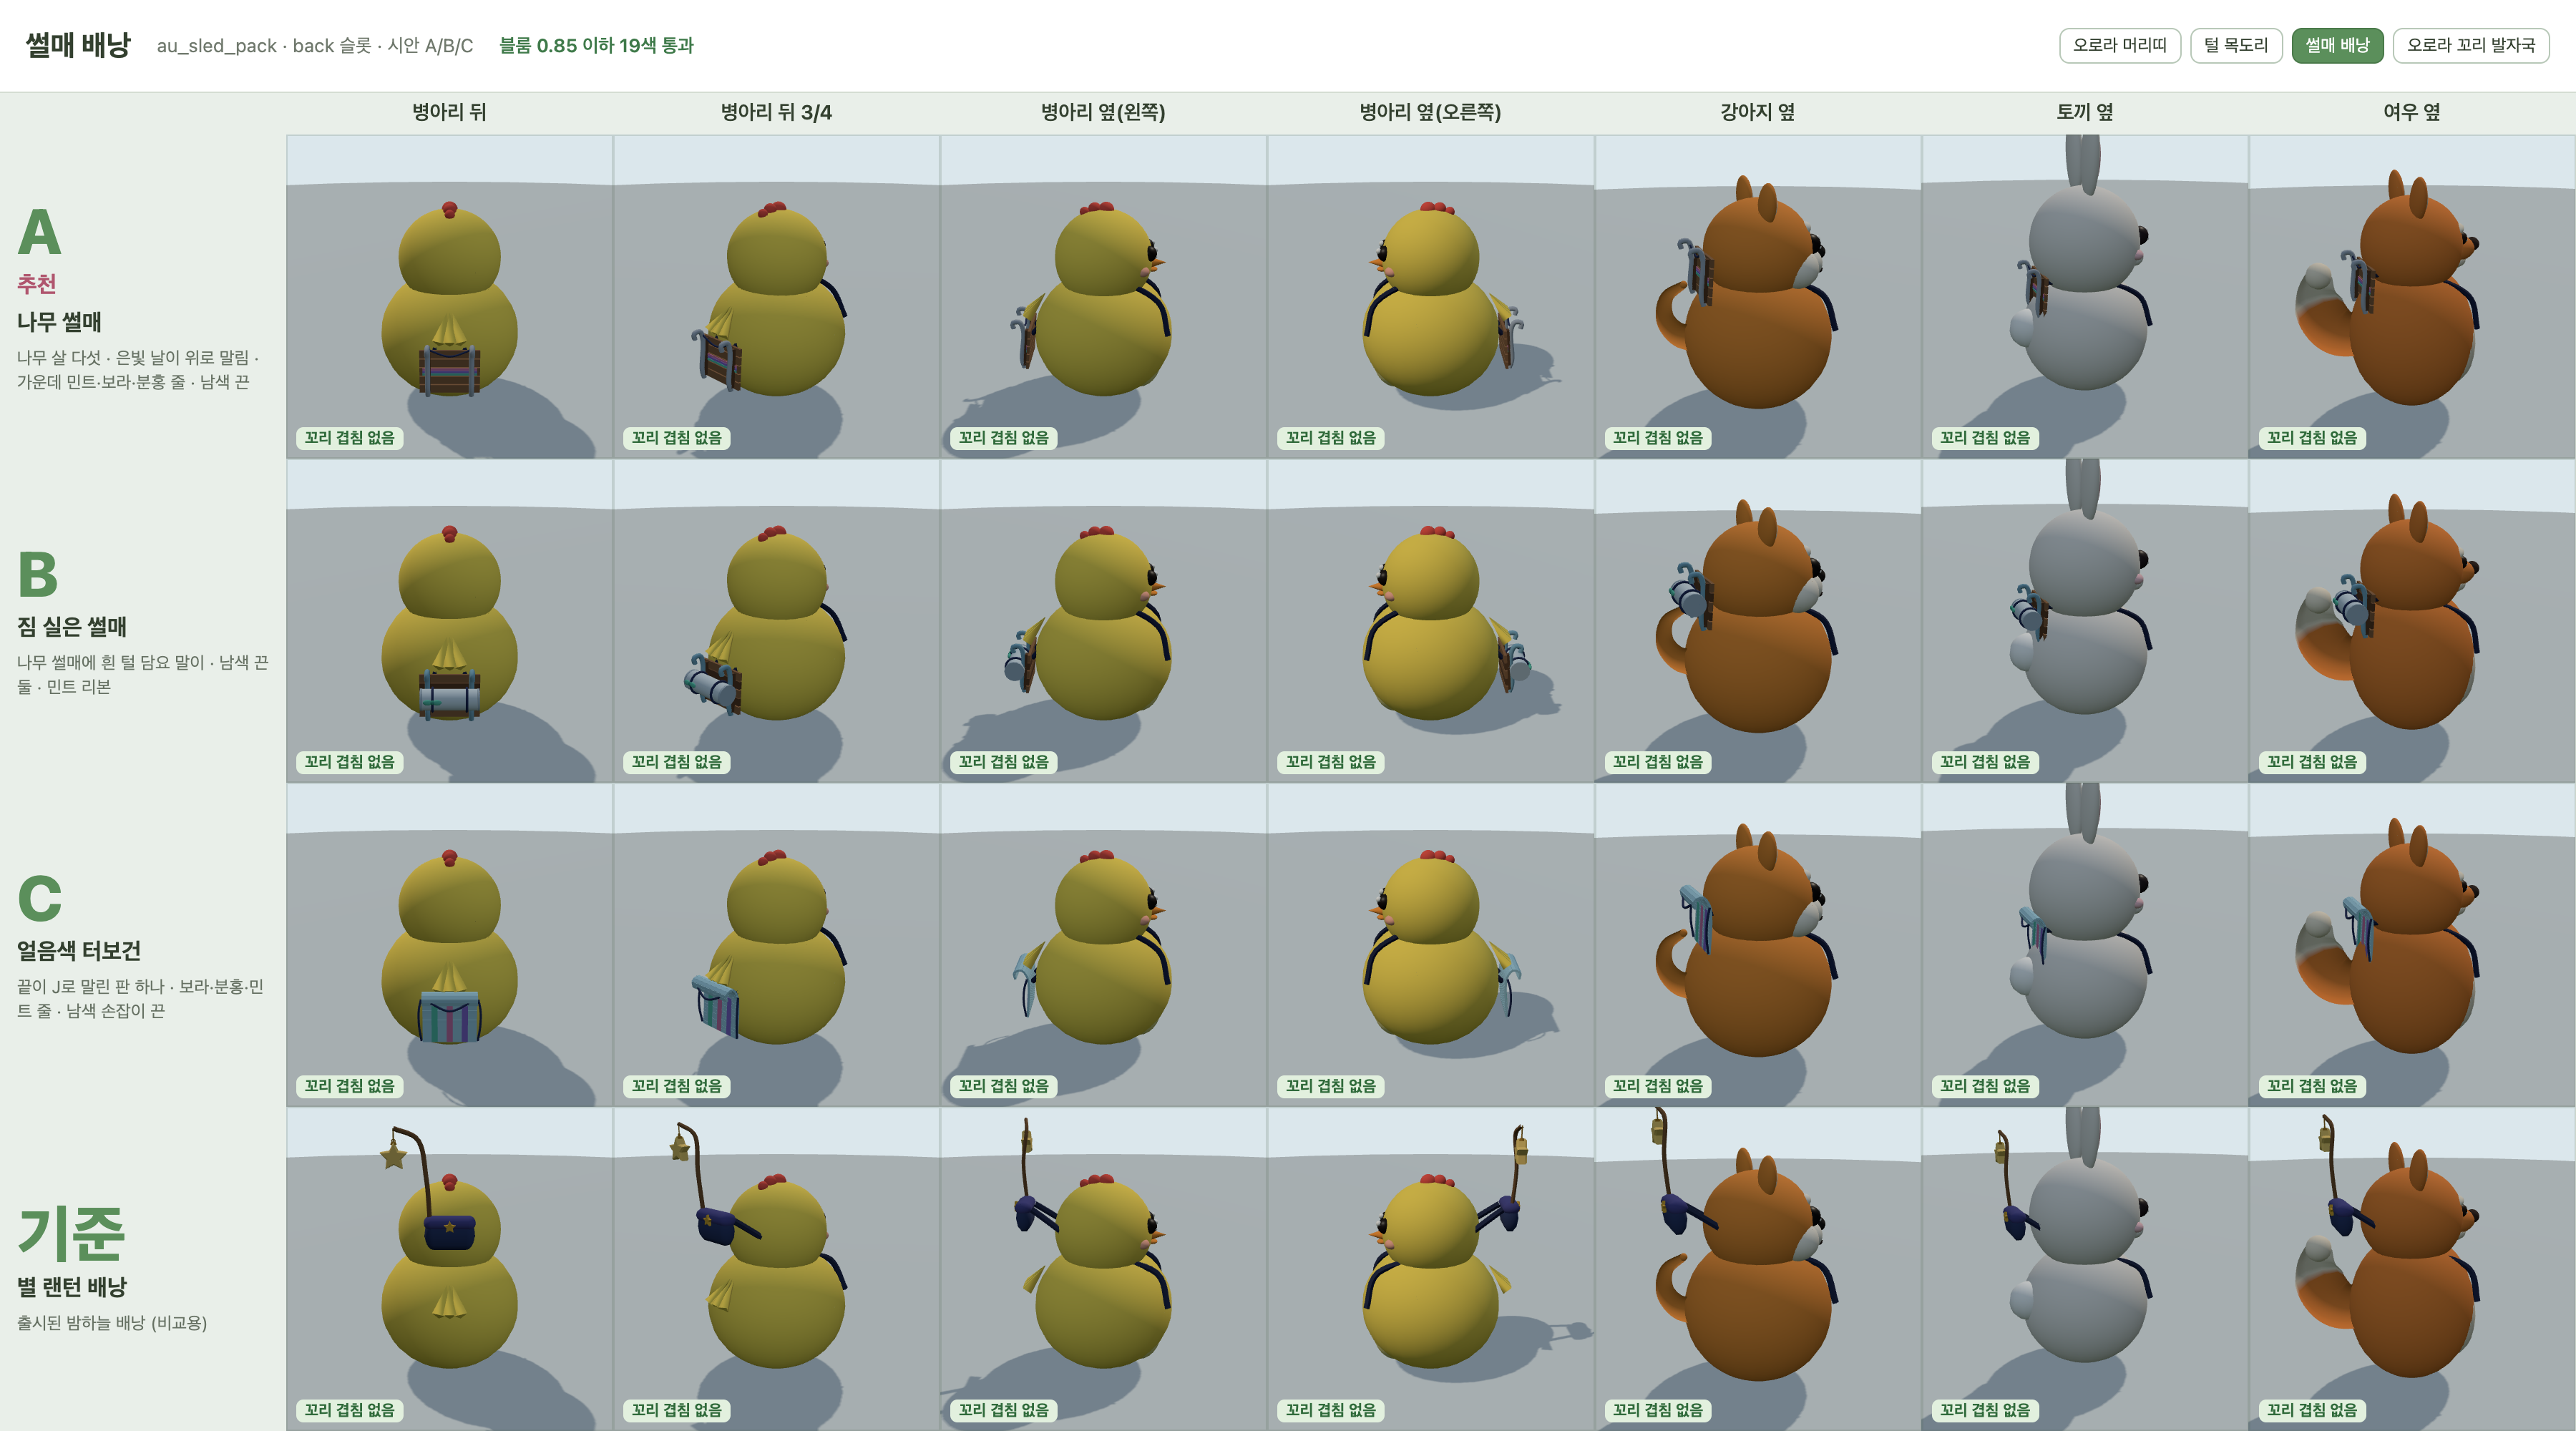 썰매 배낭
au_sled_pack · back 슬롯 · 시안 A/B/C
블룸 0.85 이하 19색 통과
오로라 머리띠
털 목도리
썰매 배낭
오로라 꼬리 발자국
병아리 뒤
병아리 뒤 3/4
병아리 옆(왼쪽)
병아리 옆(오른쪽)
강아지 옆
토끼 옆
여우 옆
A
추천
나무 썰매
나무 살 다섯 · 은빛 날이 위로 말림 ·
가운데 민트·보라·분홍 줄 · 남색 끈
꼬리 겹침 없음
꼬리 겹침 없음
꼬리 겹침 없음
꼬리 겹침 없음
꼬리 겹침 없음
꼬리 겹침 없음
꼬리 겹침 없음
B
짐 실은 썰매
나무 썰매에 흰 털 담요 말이 · 남색 끈
둘 · 민트 리본
꼬리 겹침 없음
꼬리 겹침 없음
꼬리 겹침 없음
꼬리 겹침 없음
꼬리 겹침 없음
꼬리 겹침 없음
꼬리 겹침 없음
C
얼음색 터보건
끝이 J로 말린 판 하나 · 보라·분홍·민
트 줄 · 남색 손잡이 끈
꼬리 겹침 없음
꼬리 겹침 없음
꼬리 겹침 없음
꼬리 겹침 없음
꼬리 겹침 없음
꼬리 겹침 없음
꼬리 겹침 없음
기준
별 랜턴 배낭
출시된 밤하늘 배낭 (비교용)
꼬리 겹침 없음
꼬리 겹침 없음
꼬리 겹침 없음
꼬리 겹침 없음
꼬리 겹침 없음
꼬리 겹침 없음
꼬리 겹침 없음